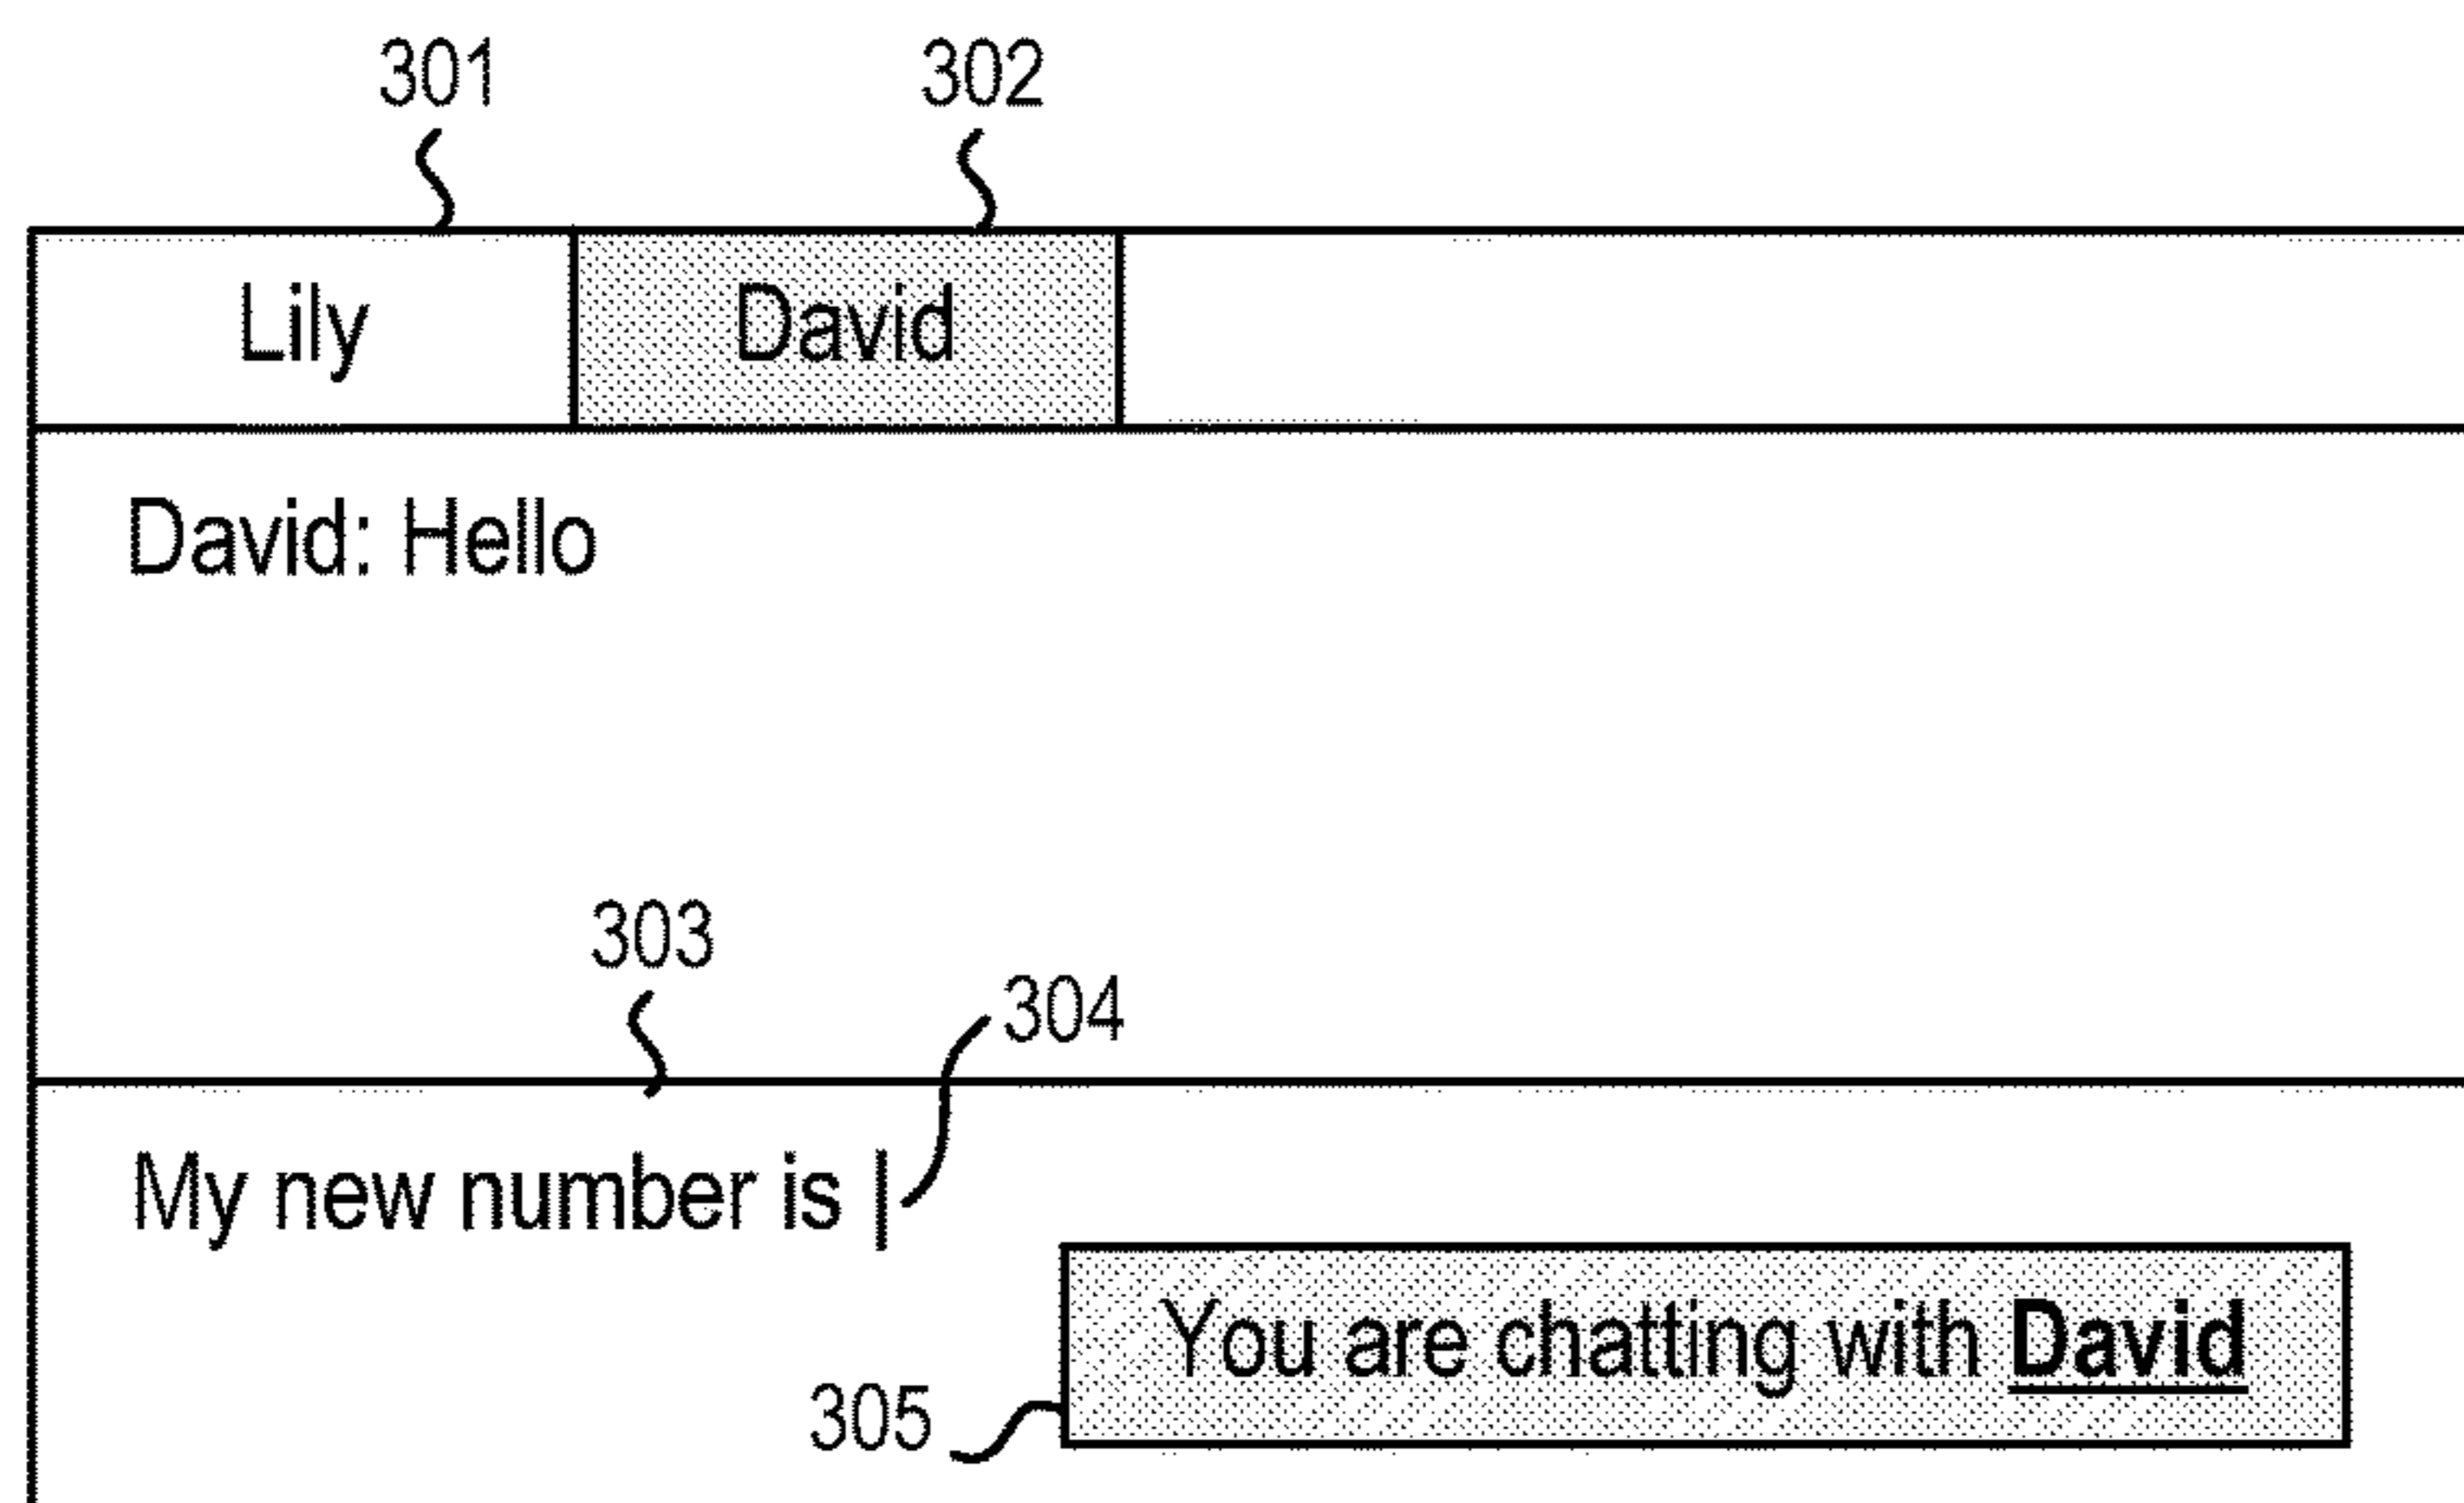 301 302
Lily David
David: Hello
303
304
My new number is |
You are chatting with David
305